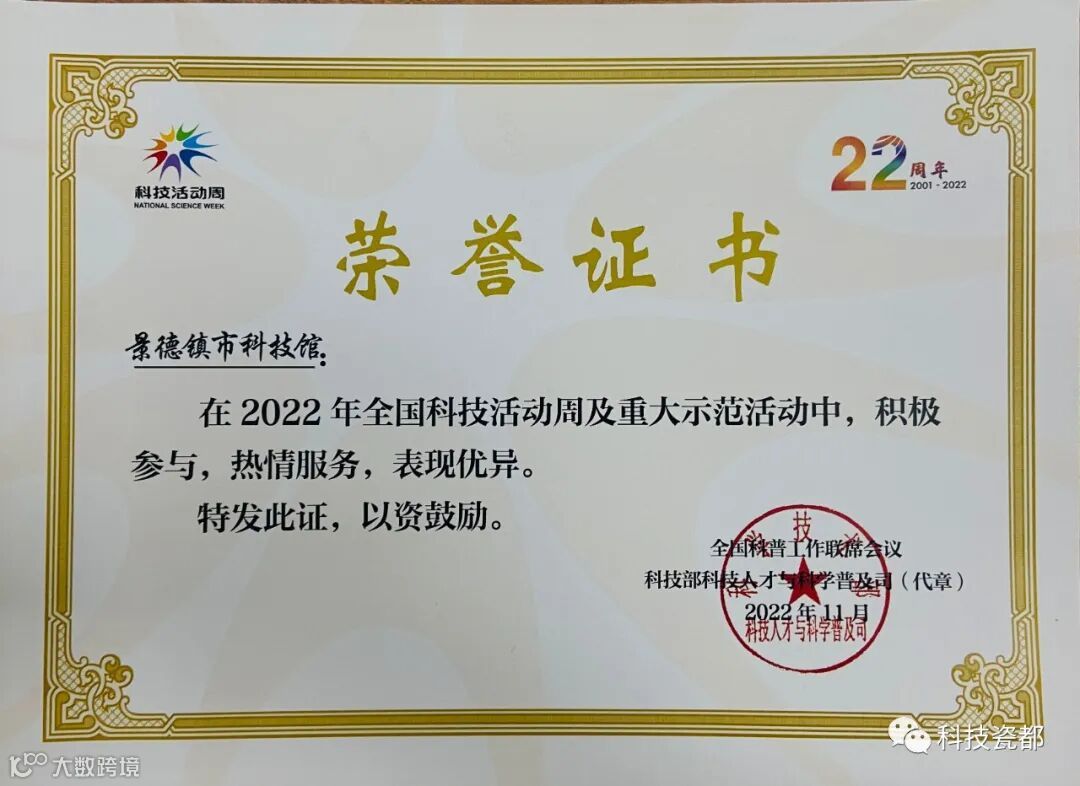 科技活动周
NATIONAL SCIENCE WEEK
22周年
2001-2022
荣誉证书
景德镇市科技馆:
在2022年全国科技活动周及重大示范活动中，积极
参与，热情服务，表现优异。
特发此证，以资鼓励。
全国科普工作联席会议
科技部科技人才与科学普及司（代章）
2022年11月
科学技术部
科技人才与科学普及司
科技瓷都
大数跨境